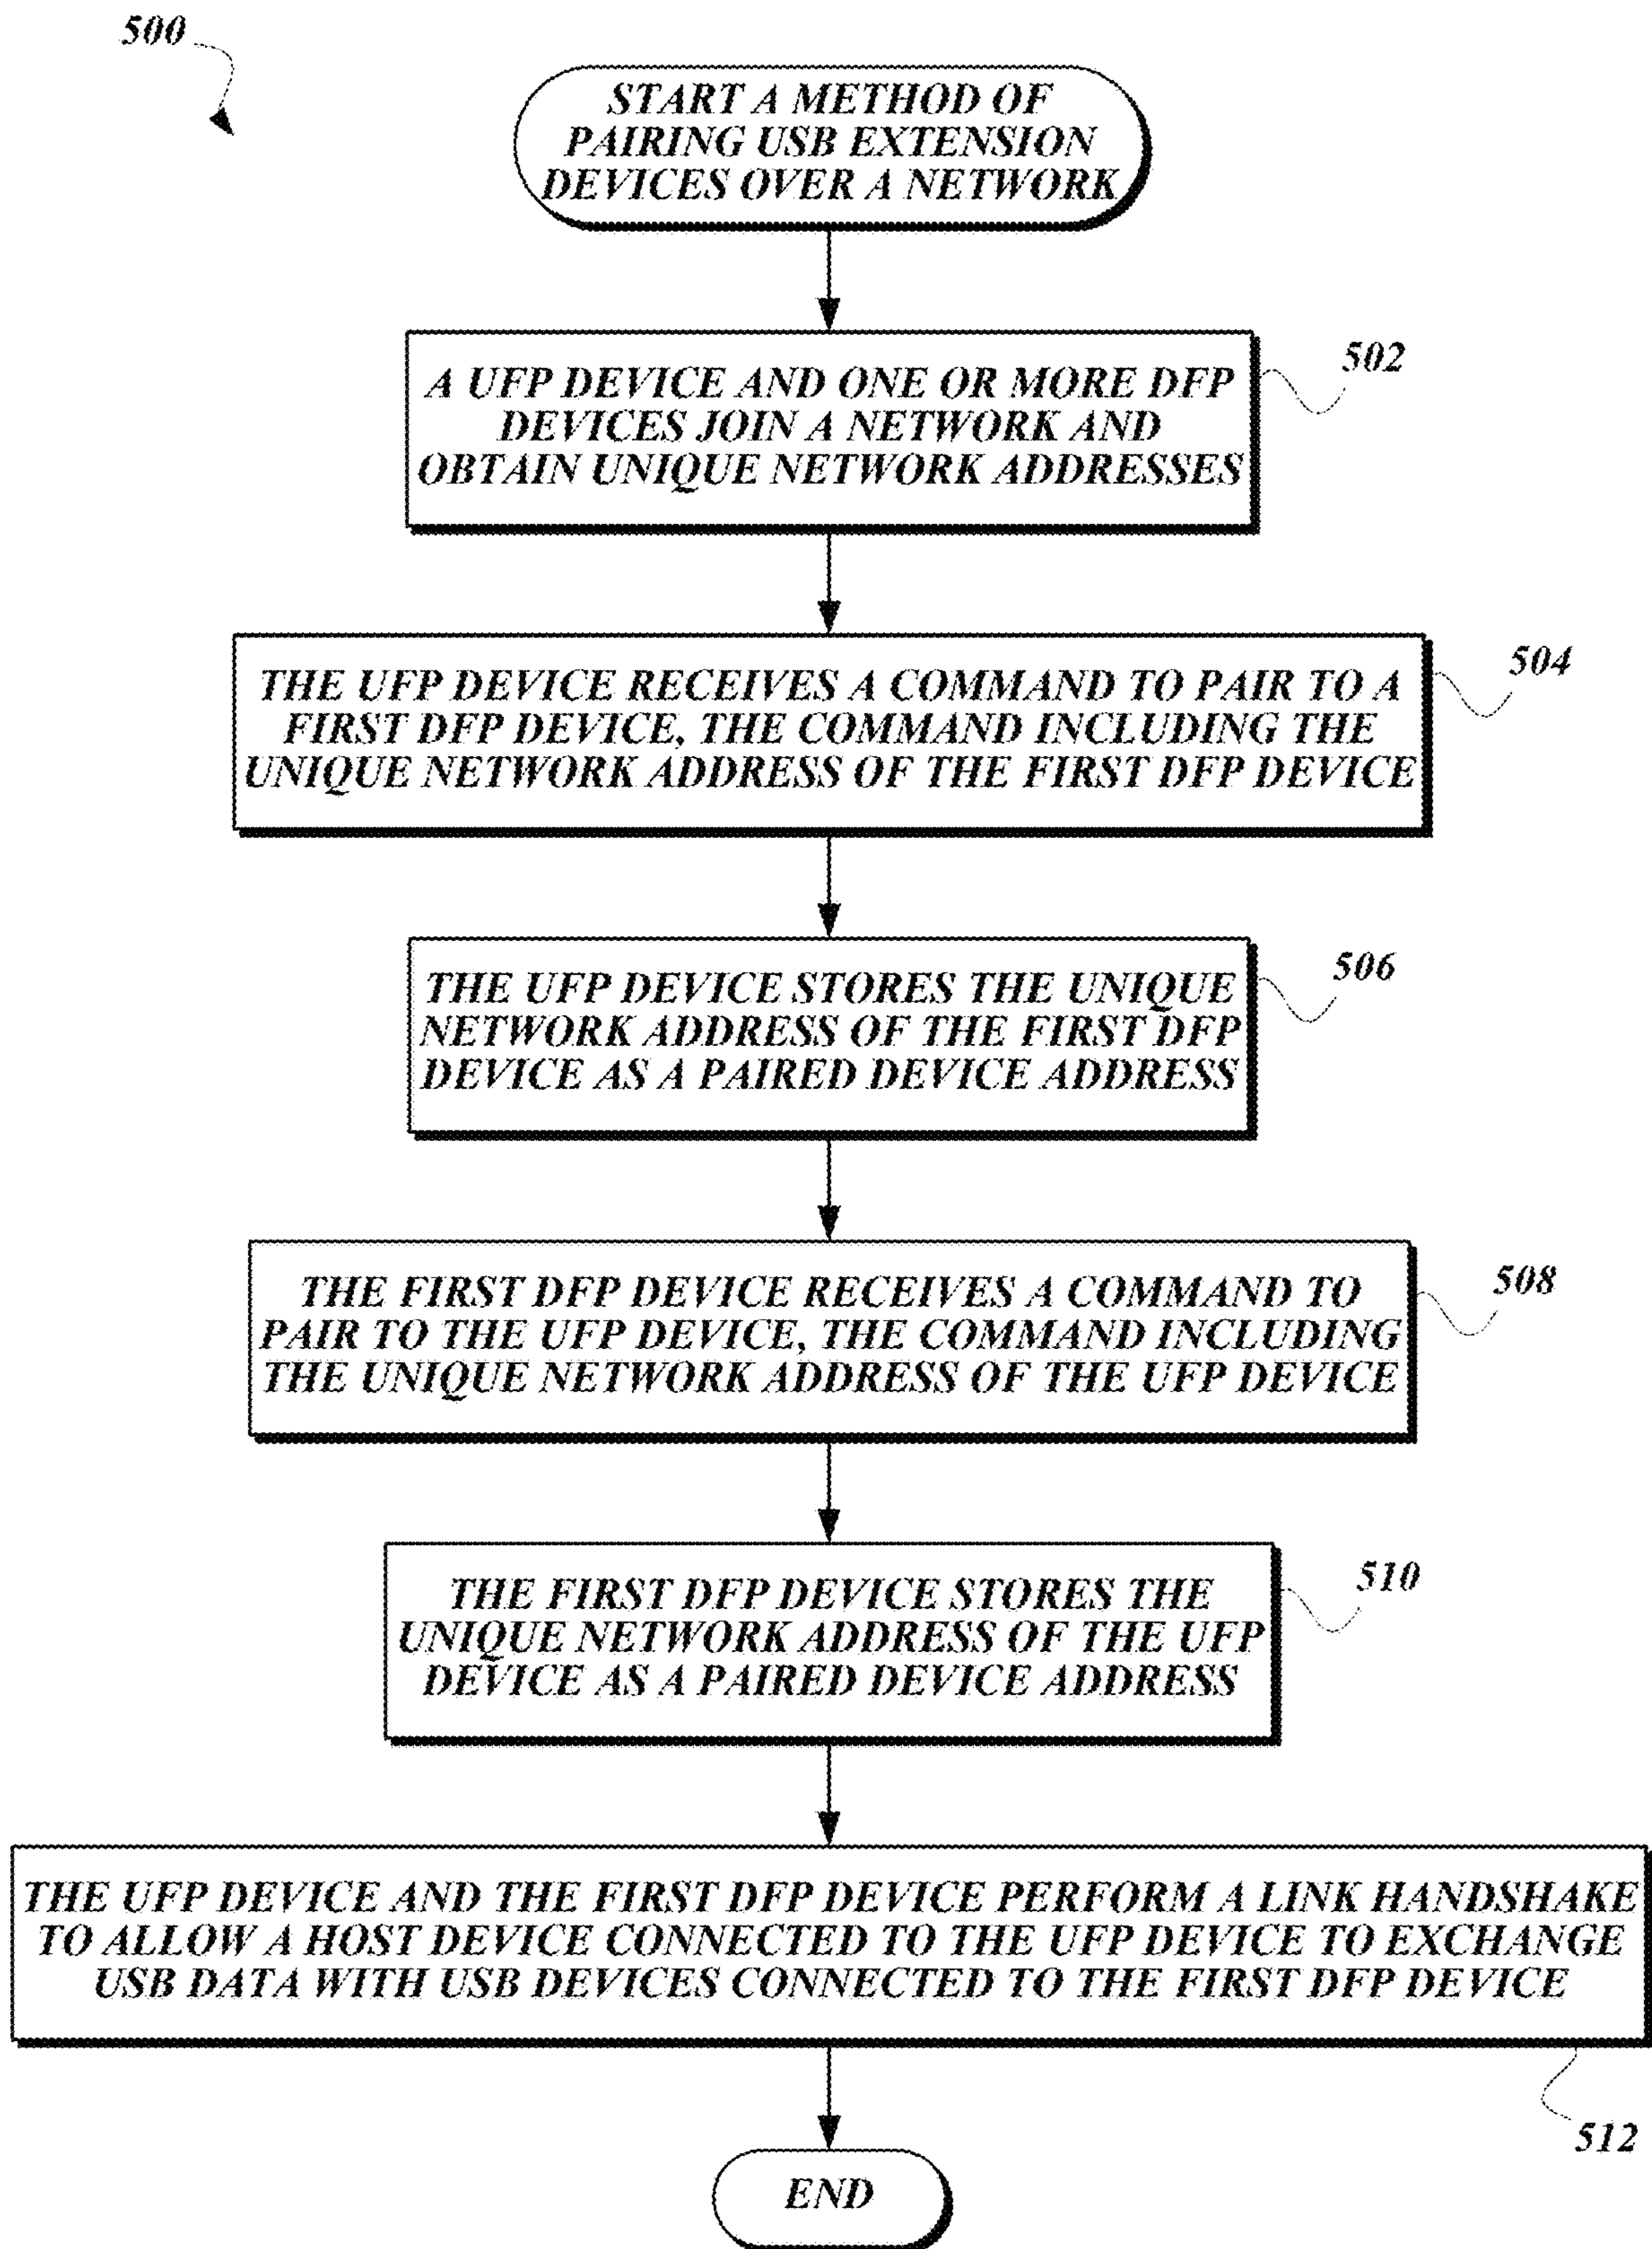 500
START A METHOD OF
PAIRING USB EXTENSION
DEVICES OVER A NETWORK
502
A UFP DEVICE AND ONE OR MORE DFP
DEVICES JOIN A NETWORK AND
OBTAIN UNIQUE NETWORK ADDRESSES
504
THE UFP DEVICE RECEIVES A COMMAND TO PAIR TO A
FIRST DFP DEVICE, THE COMMAND INCLUDING THE
UNIQUE NETWORK ADDRESS OF THE FIRST DFP DEVICE
506
THE UFP DEVICE STORES THE UNIQUE
NETWORK ADDRESS OF THE FIRST DFP
DEVICE AS A PAIRED DEVICE ADDRESS
508
THE FIRST DFP DEVICE RECEIVES A COMMAND TO
PAIR TO THE UFP DEVICE, THE COMMAND INCLUDING
THE UNIQUE NETWORK ADDRESS OF THE UFP DEVICE
510
THE FIRST DFP DEVICE STORES THE
UNIQUE NETWORK ADDRESS OF THE UFP
DEVICE AS A PAIRED DEVICE ADDRESS
THE UFP DEVICE AND THE FIRST DFP DEVICE PERFORM A LINK HANDSHAKE
TO ALLOW A HOST DEVICE CONNECTED TO THE UFP DEVICE TO EXCHANGE
USB DATA WITH USB DEVICES CONNECTED TO THE FIRST DFP DEVICE
512
END